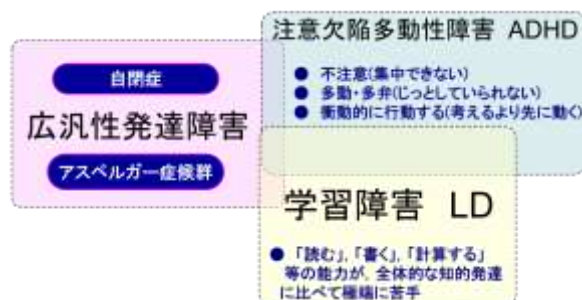 自閉症
広汎性発達障害
アスペルガー症候群
注意欠陥多動性障害 ADHD
● 不注意(集中できない)
● 多動・多弁(じっとしていられない)
● 衝動的に行動する(考えるより先に動く)
学習障害 LD
● 「読む」,「書く」,「計算する」
等の能力が, 全体的な知的発達
に比べて極端に苦手